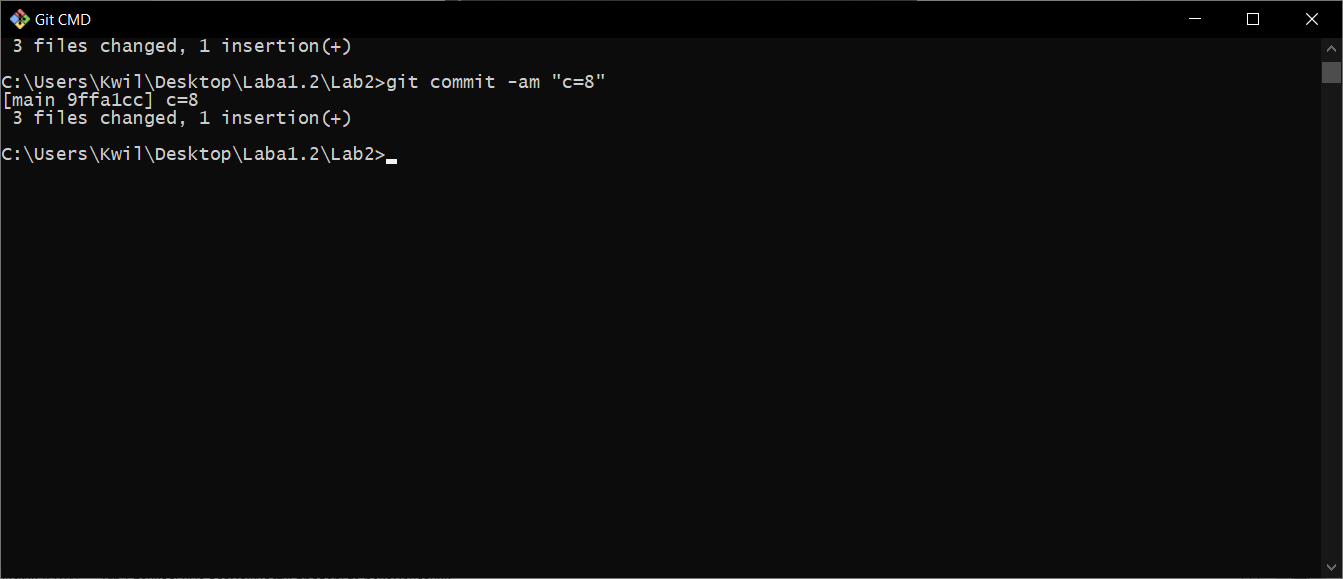 Git CMD
3 files changed, 1 insertion(+)
C:\Users\Kwil\Desktop\Laba1.2\Lab2>git commit -am "c=8"
[main 9ffa1cc] c=8
3 files changed, 1 insertion(+)
C:\Users\Kwil\Desktop\Laba1.2\Lab2>